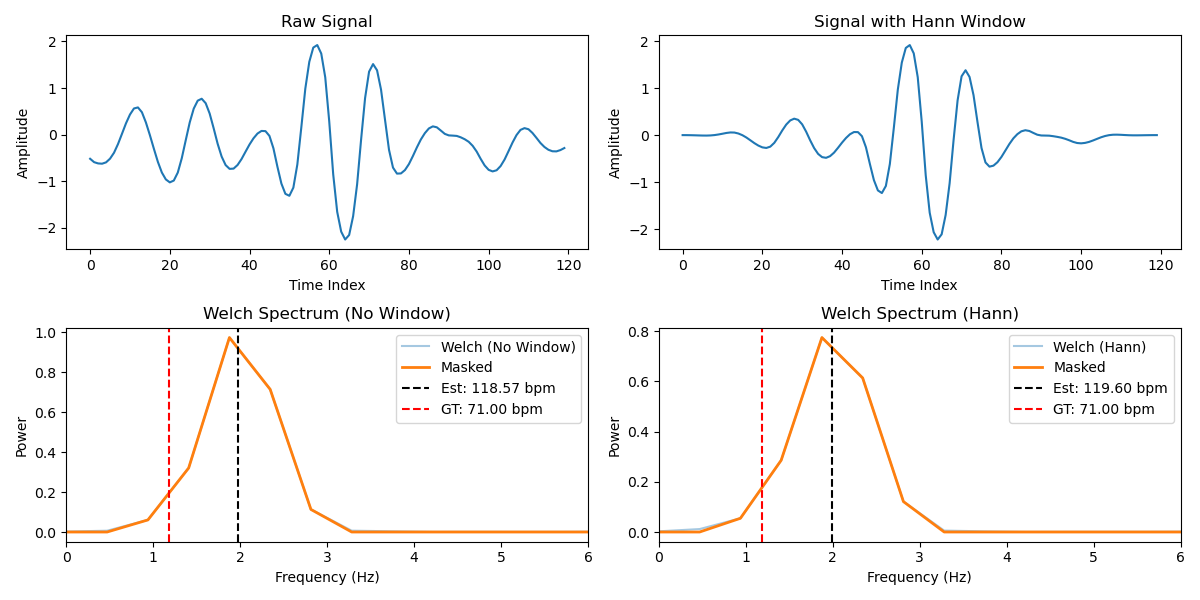 Raw Signal
Amplitude
2
1
0
−1
−2
0 20 40 60 80 100 120
Time Index
Signal with Hann Window
Amplitude
2
1
0
−1
−2
0 20 40 60 80 100 120
Time Index
Welch Spectrum (No Window)
Power
1.0
0.8
0.6
0.4
0.2
0.0
Welch (No Window)
Masked
Est: 118.57 bpm
GT: 71.00 bpm
0 1 2 3 4 5 6
Frequency (Hz)
Welch Spectrum (Hann)
Power
0.8
0.6
0.4
0.2
0.0
Welch (Hann)
Masked
Est: 119.60 bpm
GT: 71.00 bpm
0 1 2 3 4 5 6
Frequency (Hz)